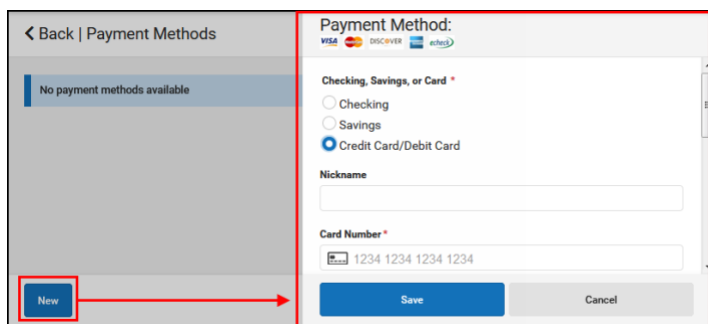 Back | Payment Methods
No payment methods available
New
Payment Method:
VISA DISCOVER echeck
Checking, Savings, or Card *
Checking
Savings
Credit Card/Debit Card
Nickname
Card Number *
1234 1234 1234 1234
Save
Cancel